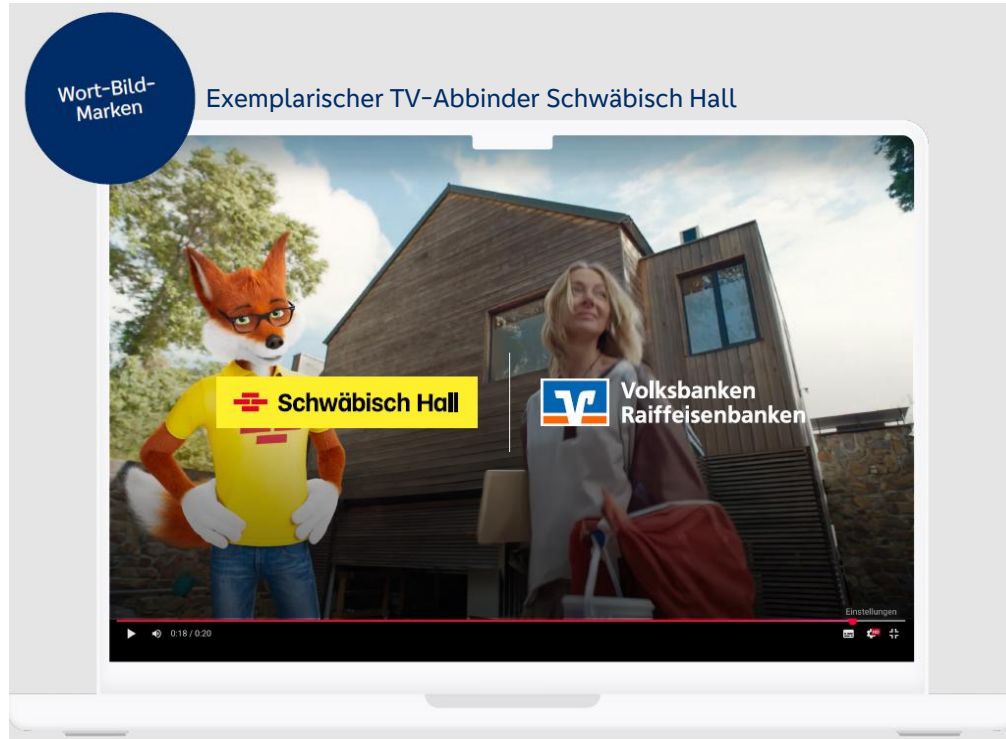 Wort-Bild-
Marken
Exemplarischer TV-Abbinder Schwäbisch Hall
Schwäbisch Hall
Volksbanken
Raiffeisenbanken
Einstellungen
0:18 / 0:20